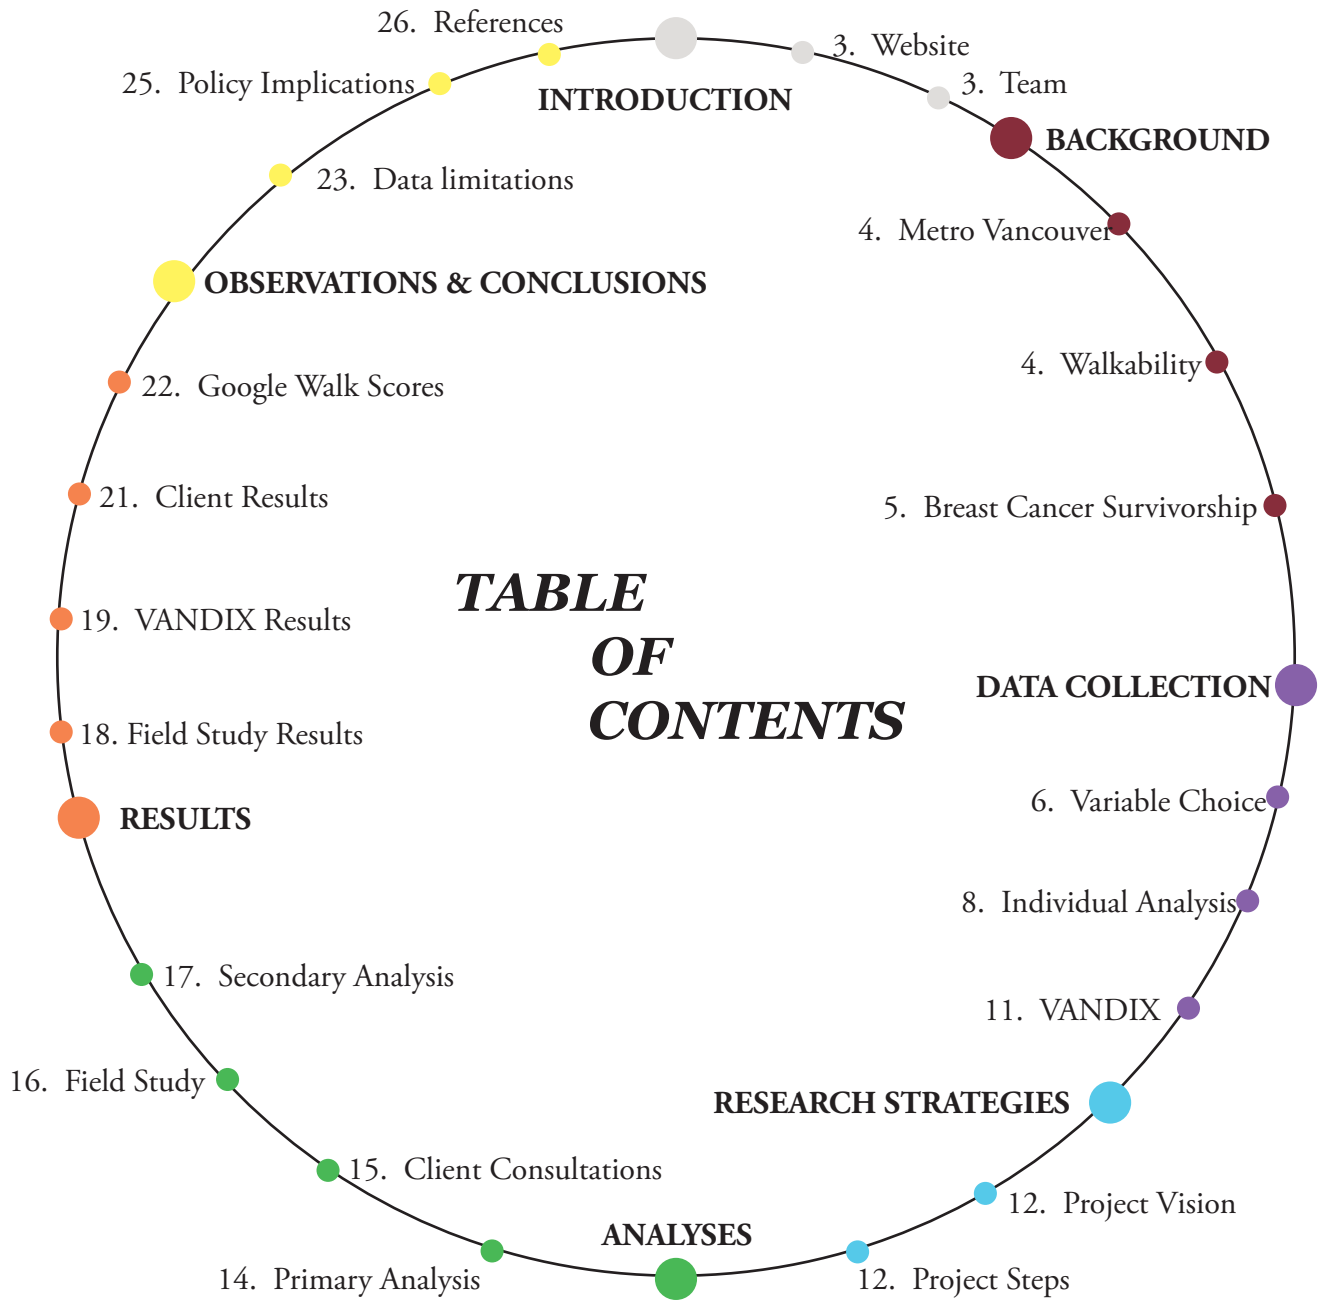 TABLE
OF
CONTENTS
INTRODUCTION
3. Website
3. Team
BACKGROUND
4. Metro Vancouver
4. Walkability
5. Breast Cancer Survivorship
DATA COLLECTION
6. Variable Choice
8. Individual Analysis
11. VANDIX
RESEARCH STRATEGIES
12. Project Vision
12. Project Steps
ANALYSES
14. Primary Analysis
15. Client Consultations
16. Field Study
17. Secondary Analysis
RESULTS
18. Field Study Results
19. VANDIX Results
21. Client Results
22. Google Walk Scores
OBSERVATIONS & CONCLUSIONS
23. Data limitations
25. Policy Implications
26. References